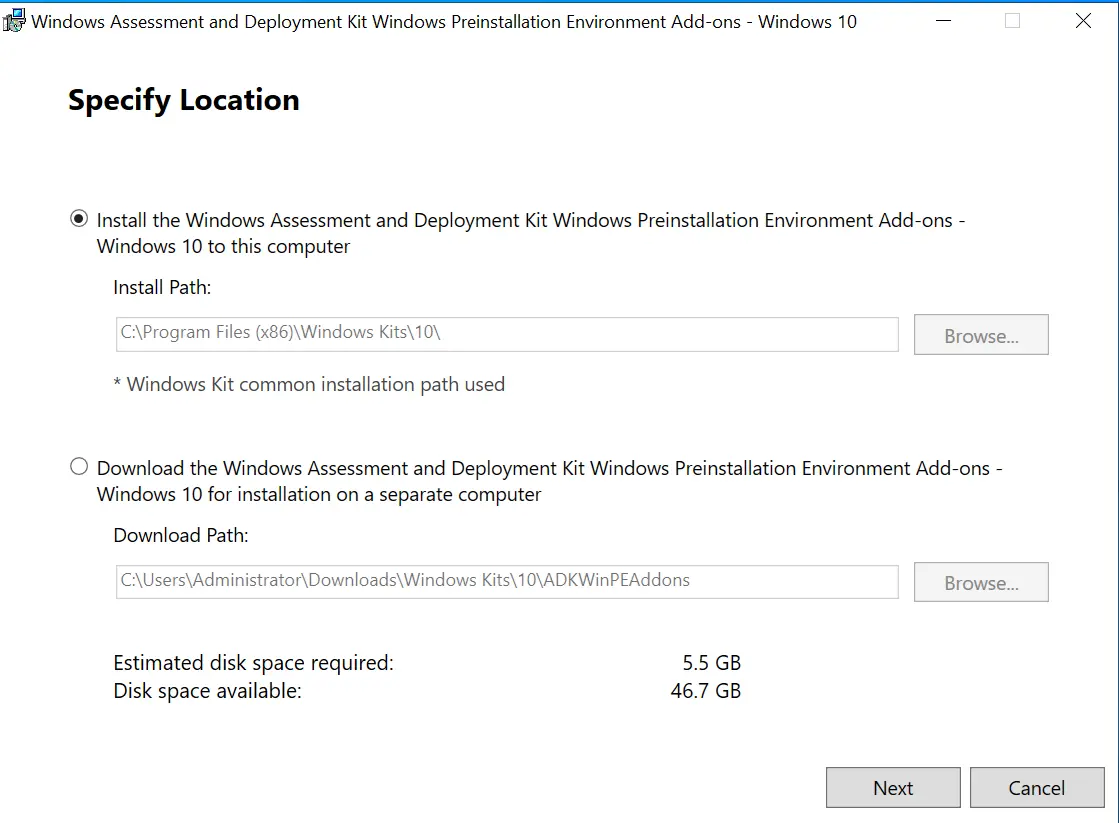 Windows Assessment and Deployment Kit Windows Preinstallation Environment Add-ons - Windows 10
Specify Location
Install the Windows Assessment and Deployment Kit Windows Preinstallation Environment Add-ons -
Windows 10 to this computer
Install Path:
C:\Program Files (x86)\Windows Kits\10\
Browse...
* Windows Kit common installation path used
Download the Windows Assessment and Deployment Kit Windows Preinstallation Environment Add-ons -
Windows 10 for installation on a separate computer
Download Path:
C:\Users\Administrator\Downloads\Windows Kits\10\ADKWinPEAddons
Browse...
Estimated disk space required: 5.5 GB
Disk space available: 46.7 GB
Next Cancel